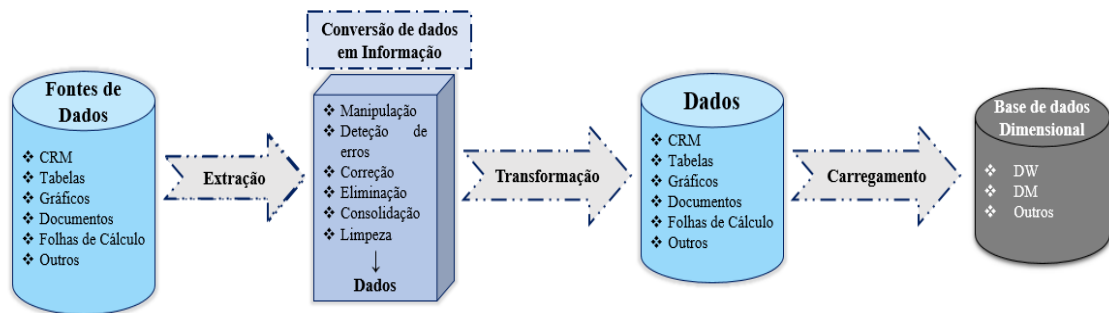 Conversão de dados
em Informação
Fontes de
Dados
❖ CRM
❖ Tabelas
❖ Gráficos
❖ Documentos
❖ Folhas de Cálculo
❖ Outros
Extração
❖ Manipulação
❖ Deteção de
erros
❖ Correção
❖ Eliminação
❖ Consolidação
❖ Limpeza
↓
Dados
Transformação
Dados
❖ CRM
❖ Tabelas
❖ Gráficos
❖ Documentos
❖ Folhas de Cálculo
❖ Outros
Carregamento
Base de dados
Dimensional
❖ DW
❖ DM
❖ Outros